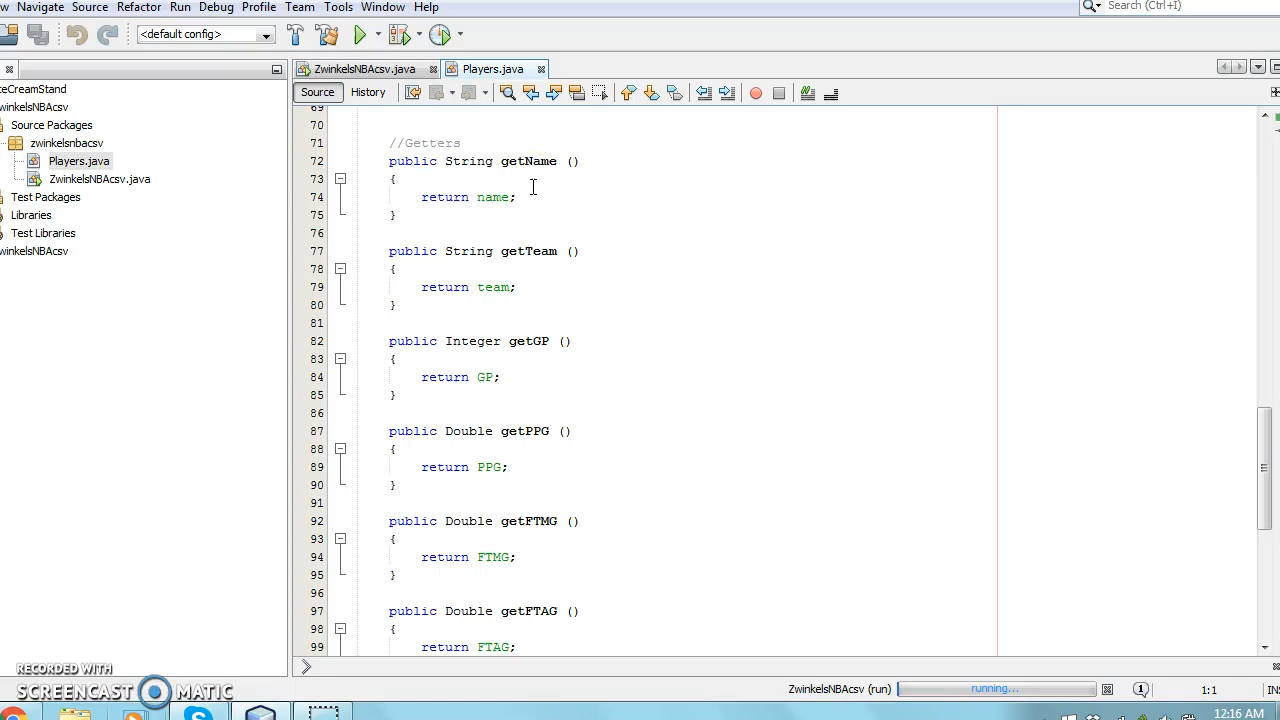 w Navigate Source Refactor Run Debug Profile Team Tools Window Help
Search (Ctrl+I)
<default config>
ZwinkelsNBAcsv.java Players.java
Source History
teCreamStand
winkelsNBAcsv
Source Packages
zwinkelsnbacsv
Players.java
ZwinkelsNBAcsv.java
Test Packages
Libraries
Test Libraries
winkelsNBAcsv
69
70
71 //Getters
72 public String getName ()
73 {
74 return name;
75 }
76
77 public String getTeam ()
78 {
79 return team;
80 }
81
82 public Integer getGP ()
83 {
84 return GP;
85 }
86
87 public Double getPPG ()
88 {
89 return PPG;
90 }
91
92 public Double getFTMG ()
93 {
94 return FTMG;
95 }
96
97 public Double getFTAG ()
98 {
99 return FTAG;
RECORDED WITH
SCREENCAST MATIC
ZwinkelsNBAcsv (run) running... 1 1:1 IN
12:16 AM